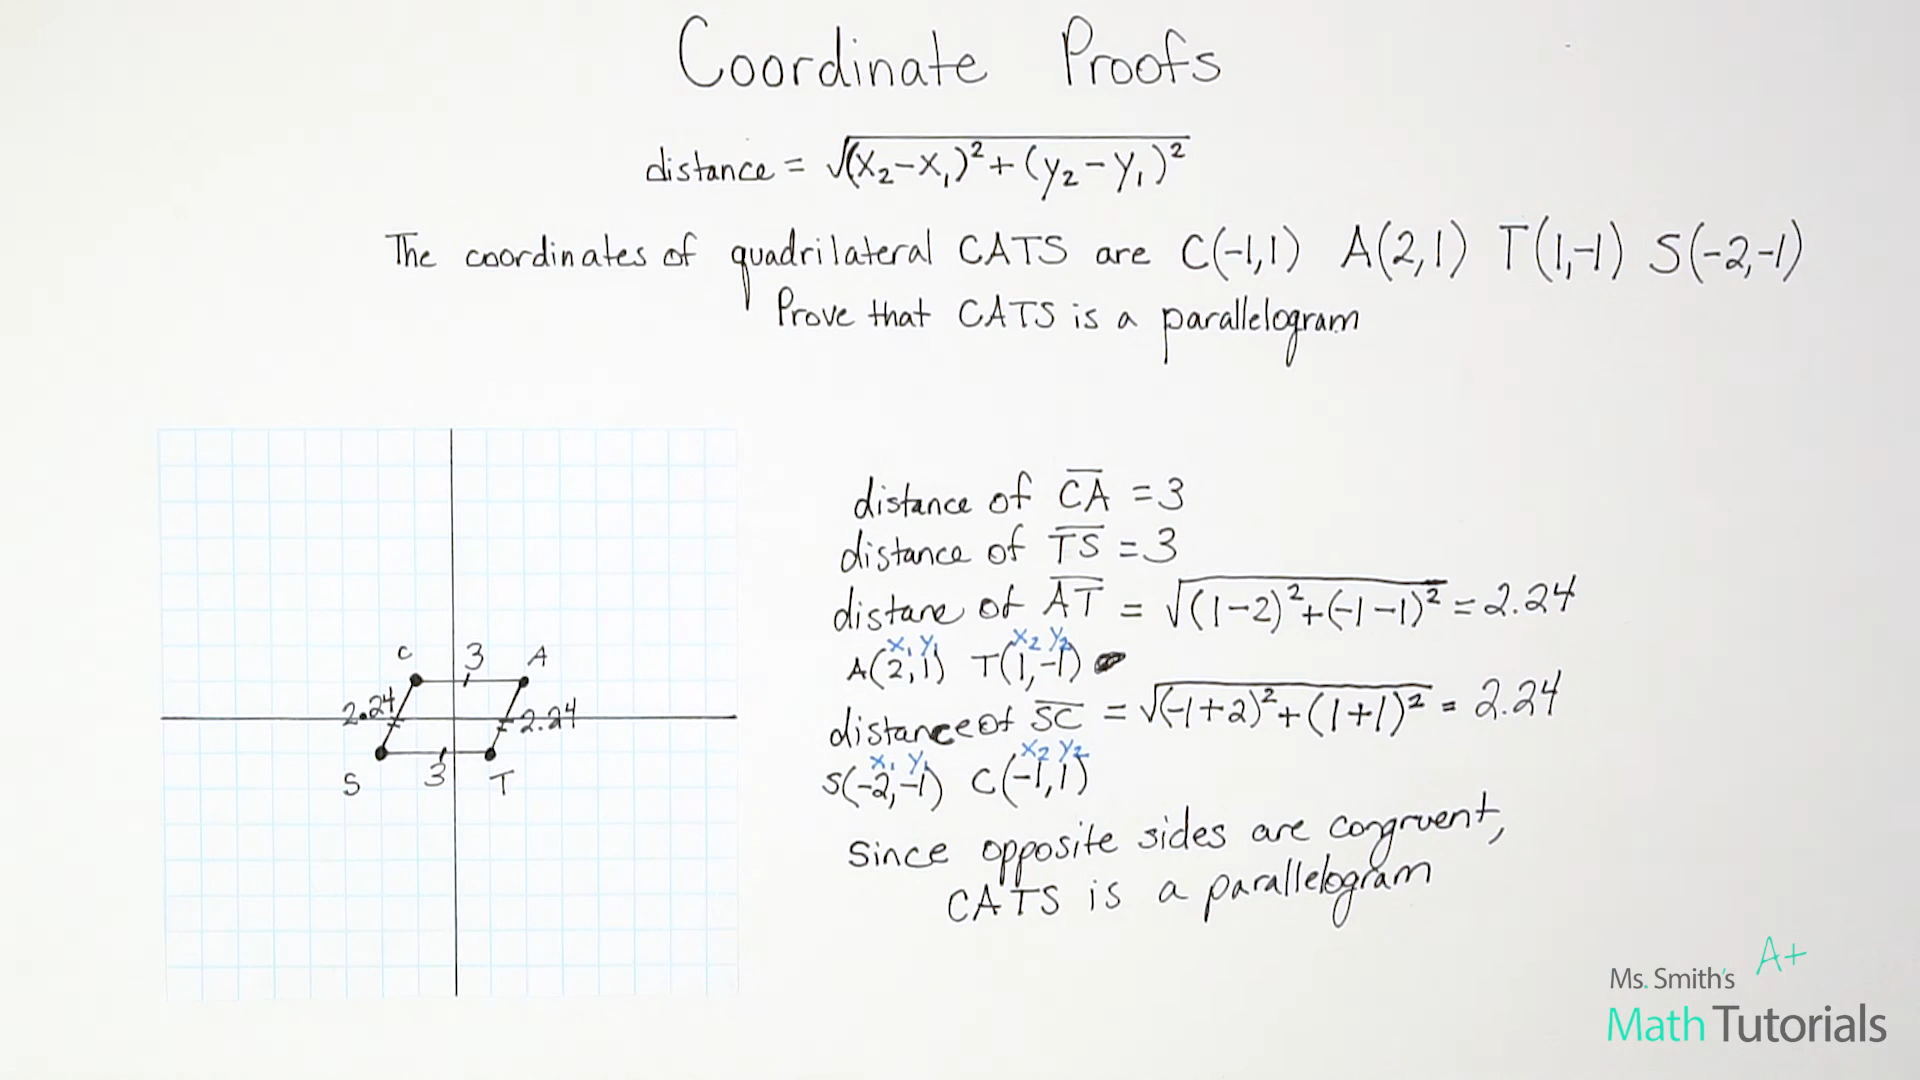 Coordinate Proofs
distance = √(x₂-x₁)²+(y₂-y₁)²
The coordinates of quadrilateral CATS are C(-1,1) A(2,1) T(1,-1) S(-2,-1)
Prove that CATS is a parallelogram
C 3 A
2.24 2.24
S 3 T
distance of CA = 3
distance of TS = 3
distane of AT = √(1-2)²+(-1-1)² = 2.24
x₁ y₁ x₂ y₂
A(2,1) T(1,-1)
distance of SC = √(-1+2)²+(1+1)² = 2.24
x₁ y₁ x₂ y₂
S(-2,-1) C(-1,1)
Since opposite sides are congruent,
CATS is a parallelogram
A+
Ms. Smith's
Math Tutorials